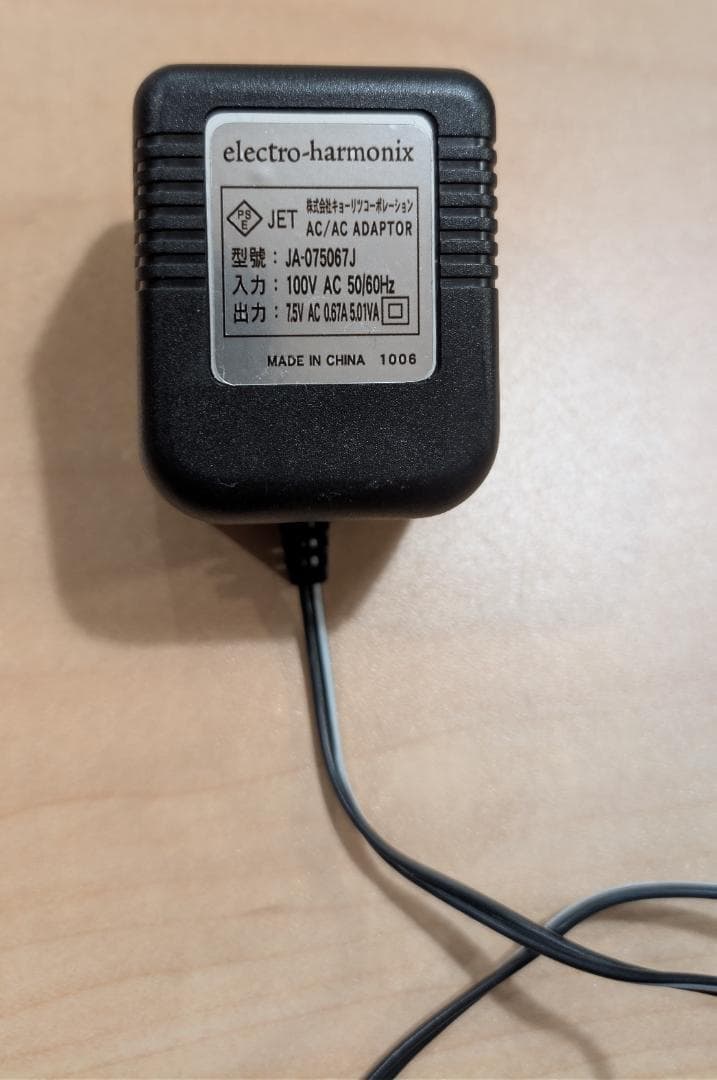 electro-harmonix
PS E JET 株式会社キョーリツコーポレーション
AC/AC ADAPTOR
型號：JA-075067J
入力：100V AC 50/60Hz
出力：7.5V AC 0.67A 5.01VA
MADE IN CHINA 1006